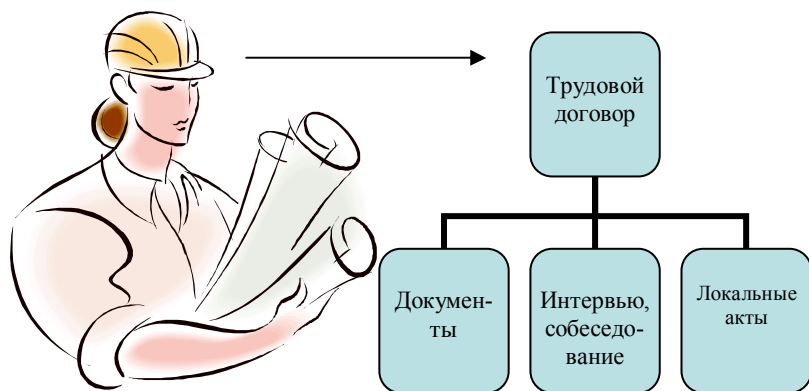 Трудовой
договор
Докумен-
ты
Интервью,
собеседо-
вание
Локальные
акты